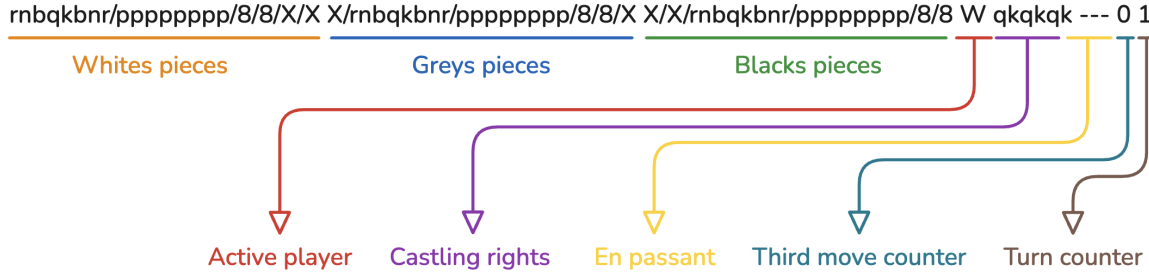 rnbqkbnr/pppppppp/8/8/X/X X/rnbqkbnr/pppppppp/8/8/X X/X/rnbqkbnr/pppppppp/8/8 W qkqkqk --- 0 1
Whites pieces Greys pieces Blacks pieces
Active player Castling rights En passant Third move counter Turn counter